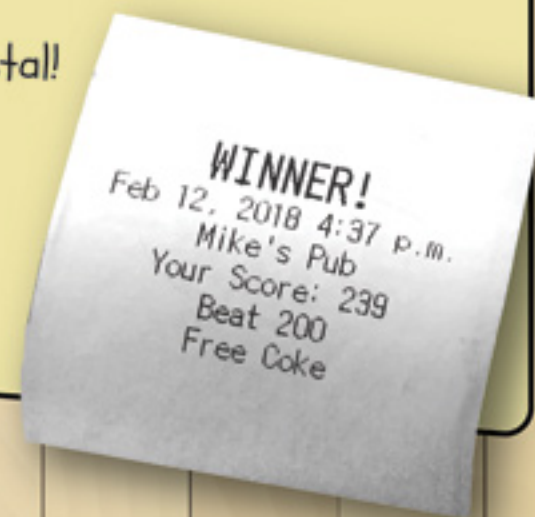 tal!
WINNER!
Feb 12, 2018 4:37 p.m.
Mike's Pub
Your Score: 239
Beat 200
Free Coke